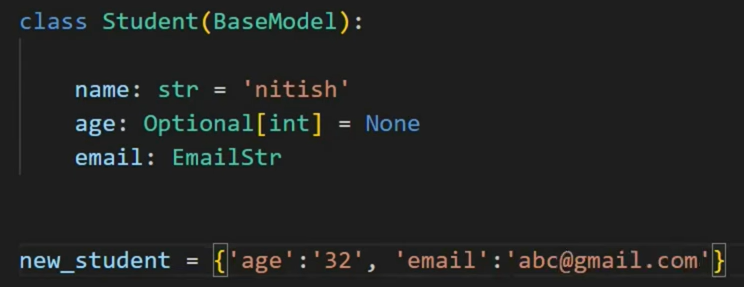 class Student(BaseModel):
name: str = 'nitish'
age: Optional[int] = None
email: EmailStr
new_student = {'age':'32', 'email':'abc@gmail.com'}